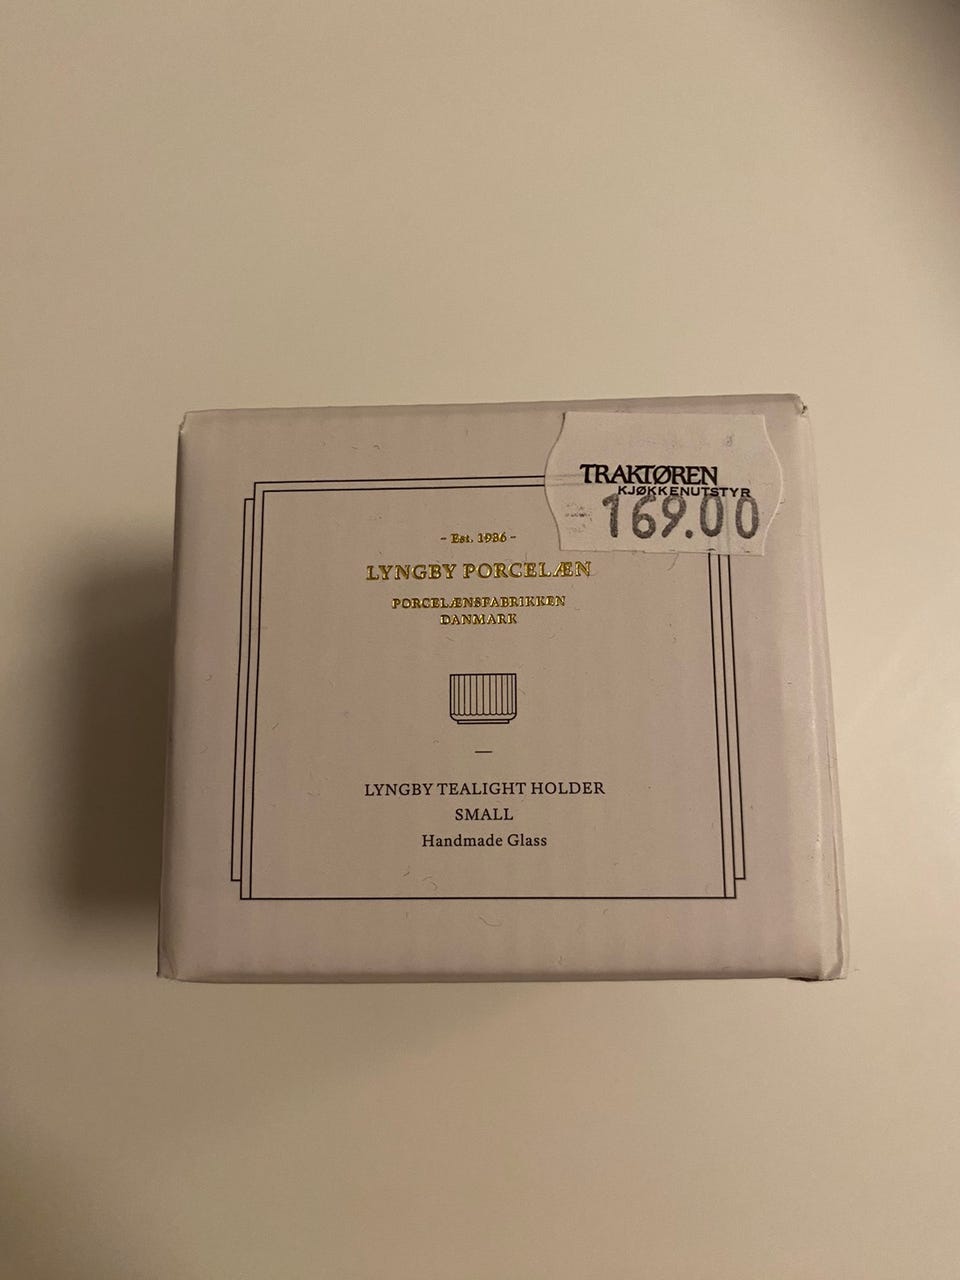 TRAKTØREN
KJØKKENUTSTYR
169.00
- Est. 1936 -
LYNGBY PORCELÆN
PORCELÆNSFABRIKKEN
DANMARK
LYNGBY TEALIGHT HOLDER
SMALL
Handmade Glass